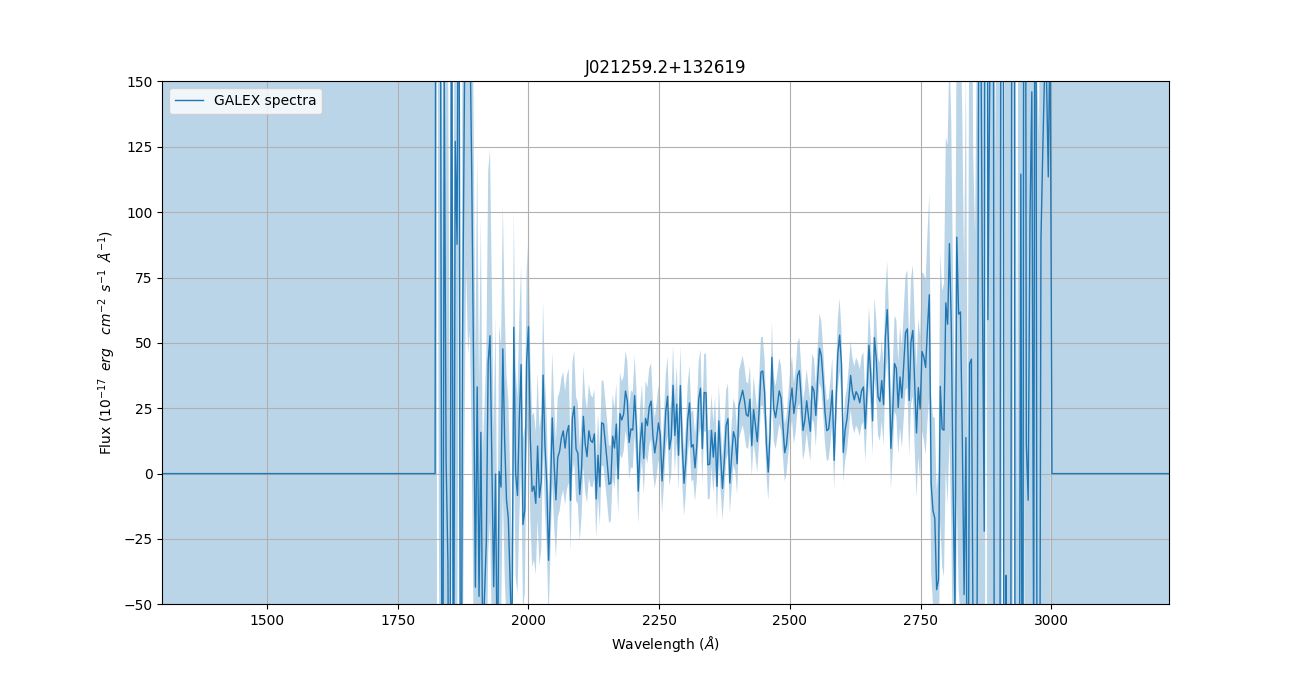 J021259.2+132619
GALEX spectra
150
125
100
75
50
25
0
−25
−50
Flux (10⁻¹⁷ erg cm⁻² s⁻¹ Å⁻¹)
1500 1750 2000 2250 2500 2750 3000
Wavelength (Å)